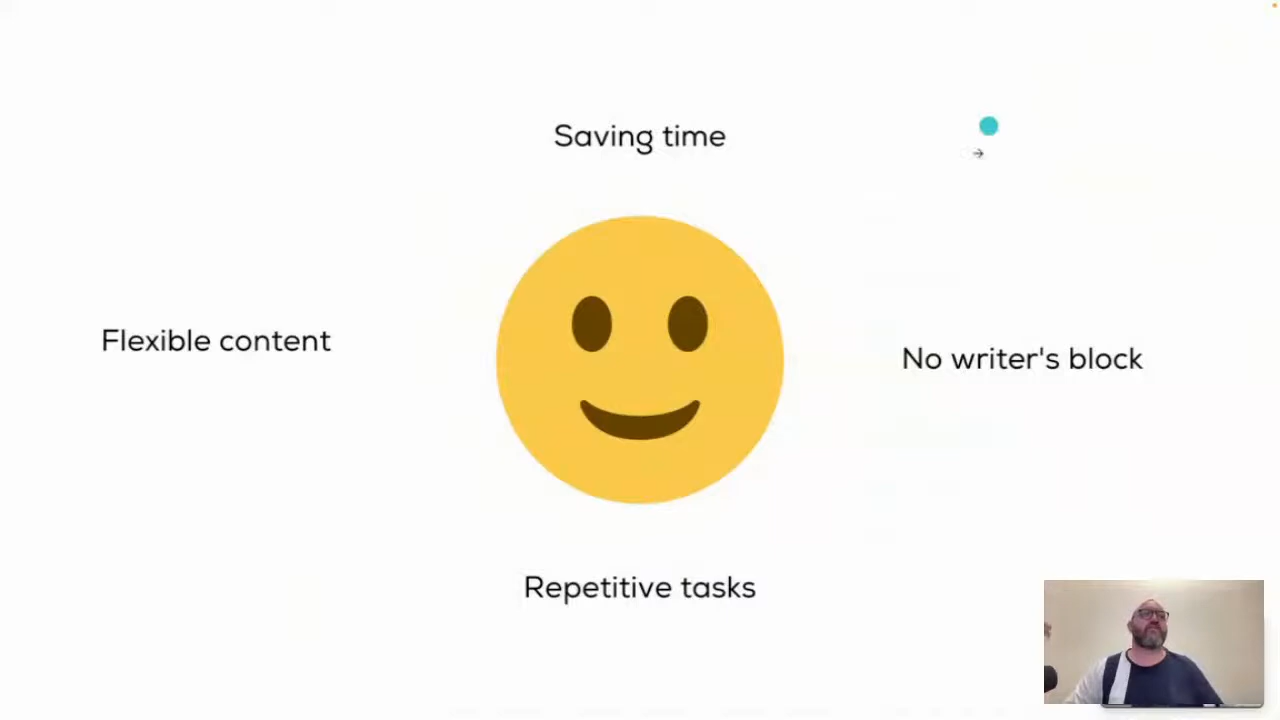 Saving time
Flexible content
No writer's block
Repetitive tasks